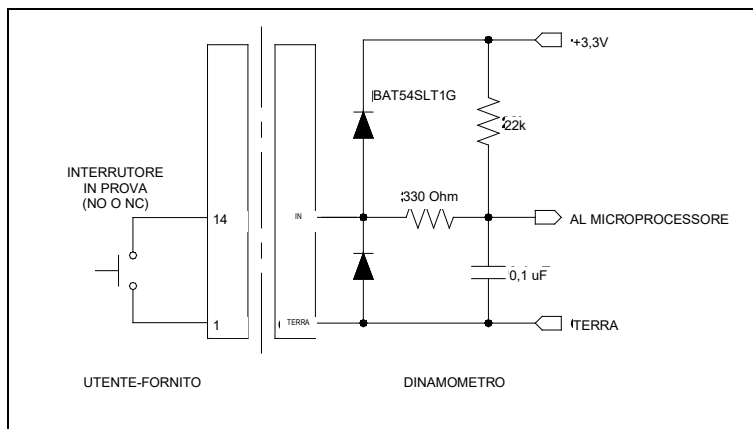 +3,3V
BAT54SLT1G
22k
INTERRUTORE
IN PROVA
(NO O NC)
330 Ohm
14
IN
AL MICROPROCESSORE
0,1 uF
1
TERRA
TERRA
UTENTE-FORNITO
DINAMOMETRO